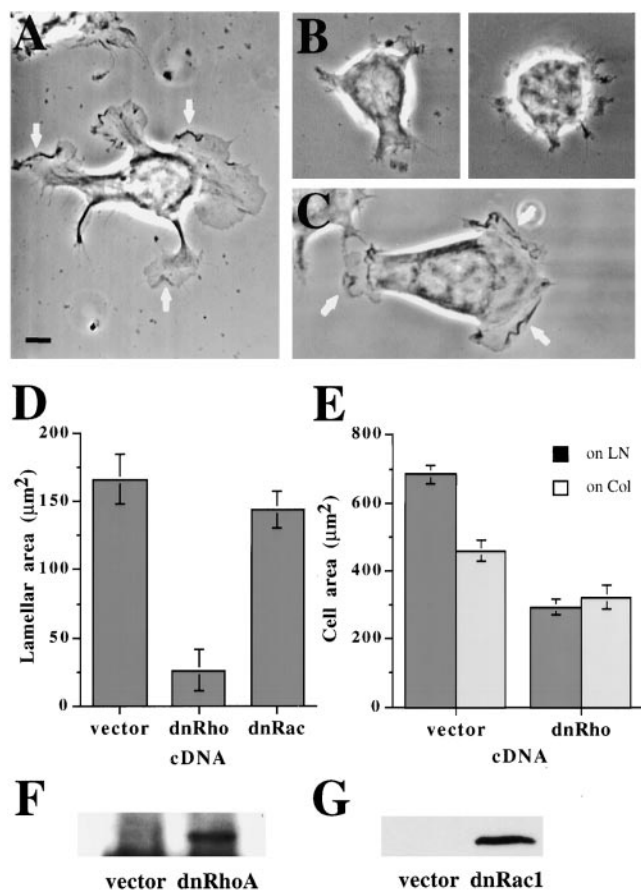 A
B
C
D
E
Lamellar area (μm²)
200
150
100
50
25
0
vector dnRho dnRac
cDNA
Cell area (μm²)
800
600
400
200
0
on LN
on Col
vector dnRho
cDNA
F
G
vector dnRhoA
vector dnRac1